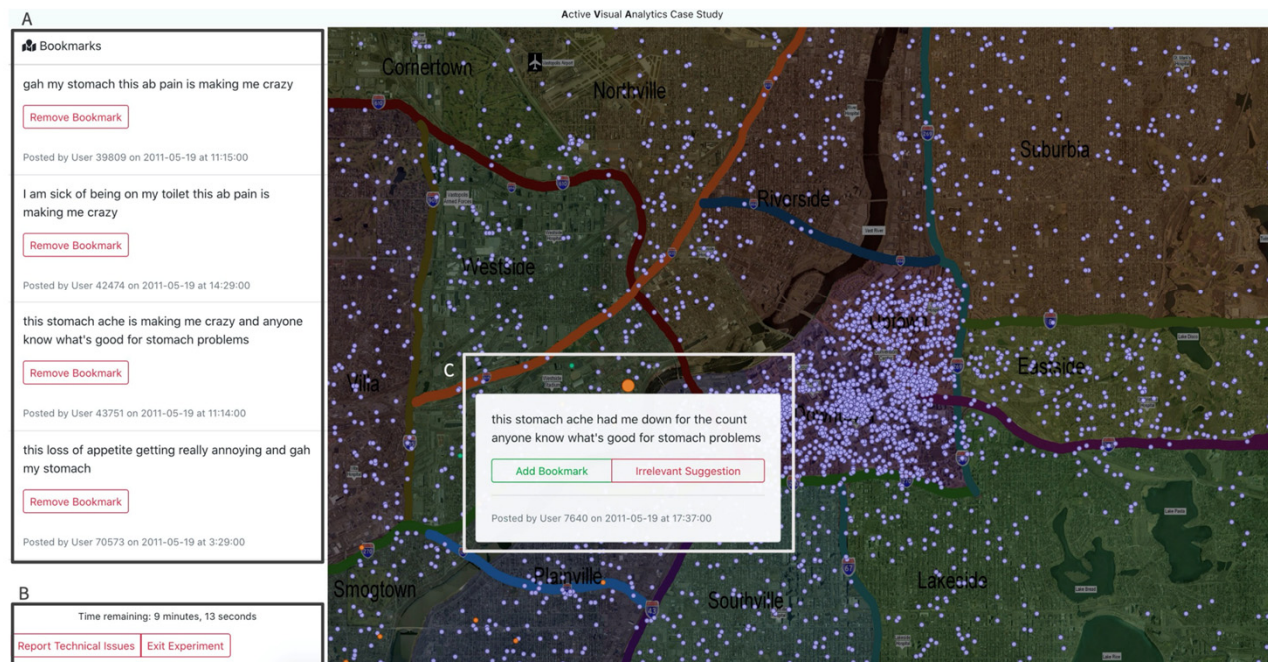 Active Visual Analytics Case Study
A
Bookmarks
gah my stomach this ab pain is making me crazy
Remove Bookmark
Posted by User 39809 on 2011-05-19 at 11:15:00
I am sick of being on my toilet this ab pain is
making me crazy
Remove Bookmark
Posted by User 42474 on 2011-05-19 at 14:29:00
this stomach ache is making me crazy and anyone
know what's good for stomach problems
Remove Bookmark
Posted by User 43751 on 2011-05-19 at 11:14:00
this loss of appetite getting really annoying and gah
my stomach
Remove Bookmark
Posted by User 70573 on 2011-05-19 at 3:29:00
B
Time remaining: 9 minutes, 13 seconds
Report Technical Issues
Exit Experiment
Cornertown
Northville
Suburbia
Riverside
Westside
Uptown
Eastside
Villa
C
this stomach ache had me down for the count
anyone know what's good for stomach problems
Add Bookmark
Irrelevant Suggestion
Posted by User 7640 on 2011-05-19 at 17:37:00
Plainville
Smogtown
Southville
Lakeside